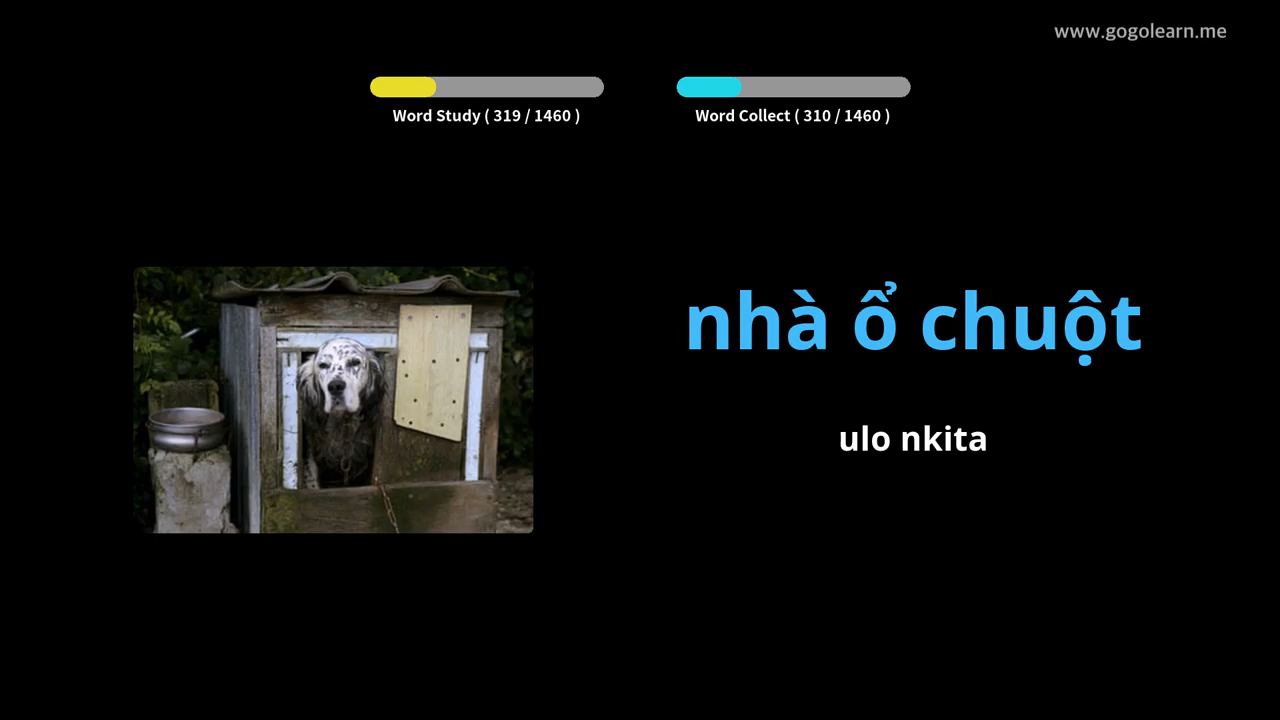 www.gogolearn.me
Word Study ( 319 / 1460 )
Word Collect ( 310 / 1460 )
nhà ổ chuột
ulo nkita